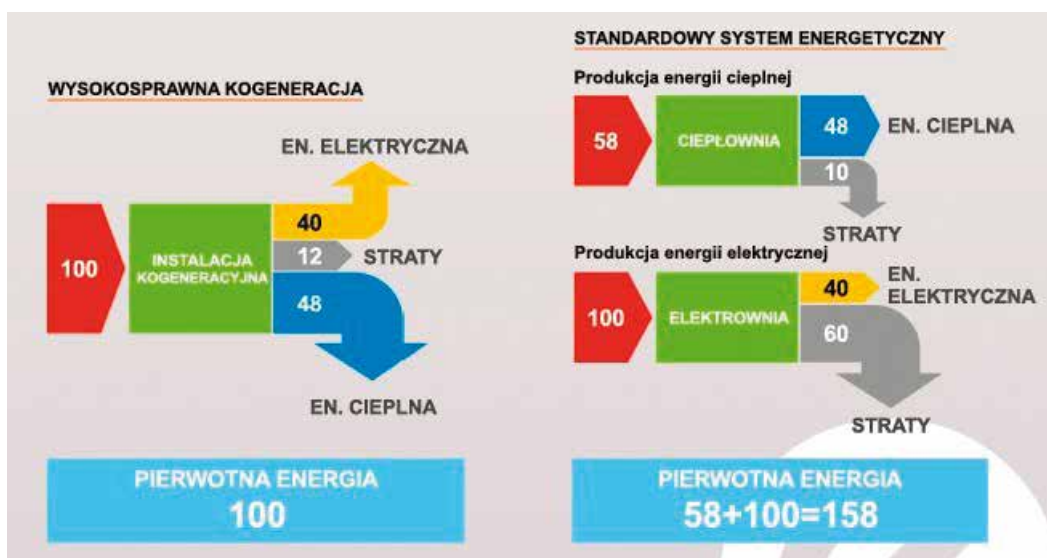 WYSOKOSPRAWNA KOGENERACJA
EN. ELEKTRYCZNA
100
INSTALACJA
KOGENERACYJNA
40
12
STRATY
48
EN. CIEPLNA
PIERWOTNA ENERGIA
100
STANDARDOWY SYSTEM ENERGETYCZNY
Produkcja energii cieplnej
58
CIEPŁOWNIA
48
EN. CIEPLNA
10
STRATY
Produkcja energii elektrycznej
100
ELEKTROWNIA
40
EN.
ELEKTRYCZNA
60
STRATY
PIERWOTNA ENERGIA
58+100=158